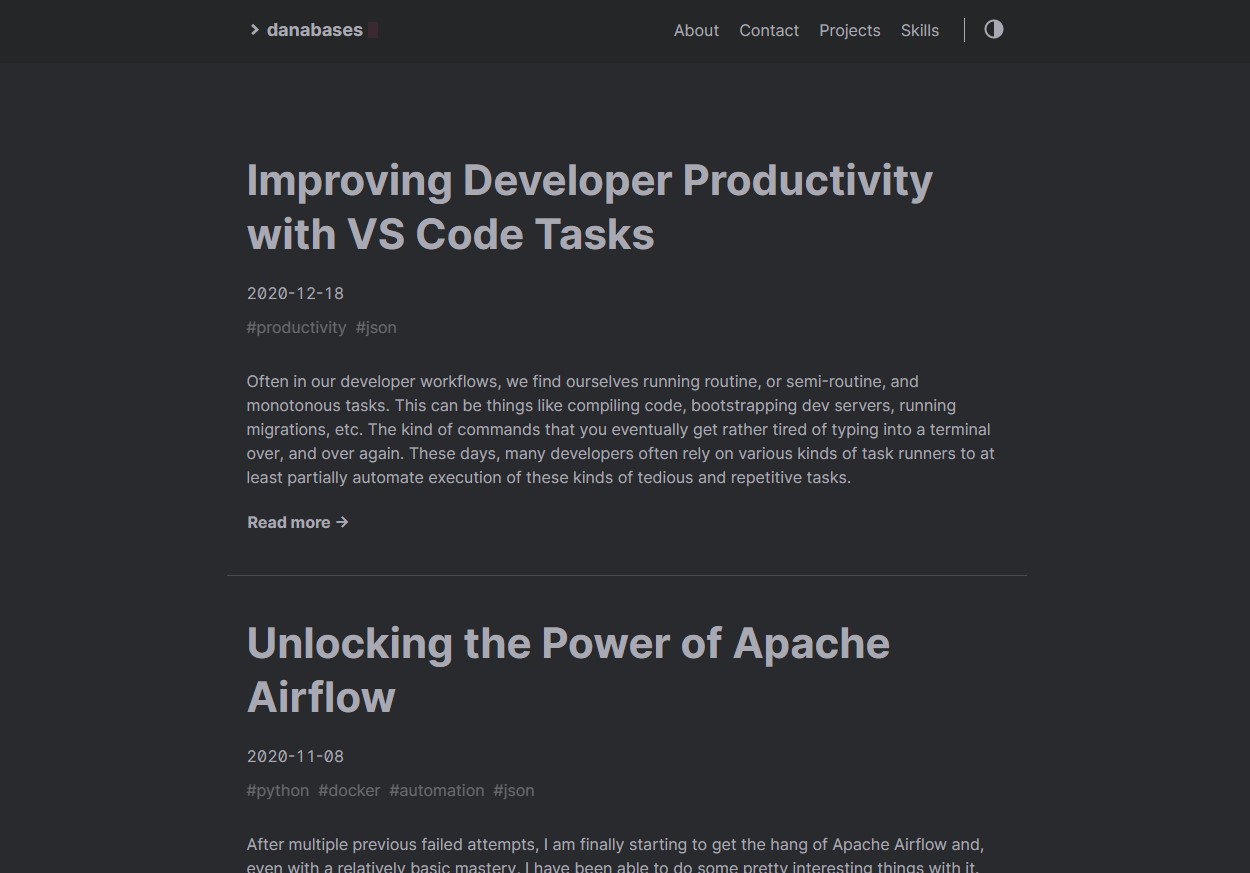 danabases
About Contact Projects Skills
Improving Developer Productivity
with VS Code Tasks
2020-12-18
#productivity #json
Often in our developer workflows, we find ourselves running routine, or semi-routine, and
monotonous tasks. This can be things like compiling code, bootstrapping dev servers, running
migrations, etc. The kind of commands that you eventually get rather tired of typing into a terminal
over, and over again. These days, many developers often rely on various kinds of task runners to at
least partially automate execution of these kinds of tedious and repetitive tasks.
Read more →
Unlocking the Power of Apache
Airflow
2020-11-08
#python #docker #automation #json
After multiple previous failed attempts, I am finally starting to get the hang of Apache Airflow and,
even with a relatively basic mastery, I have been able to do some pretty interesting things with it.